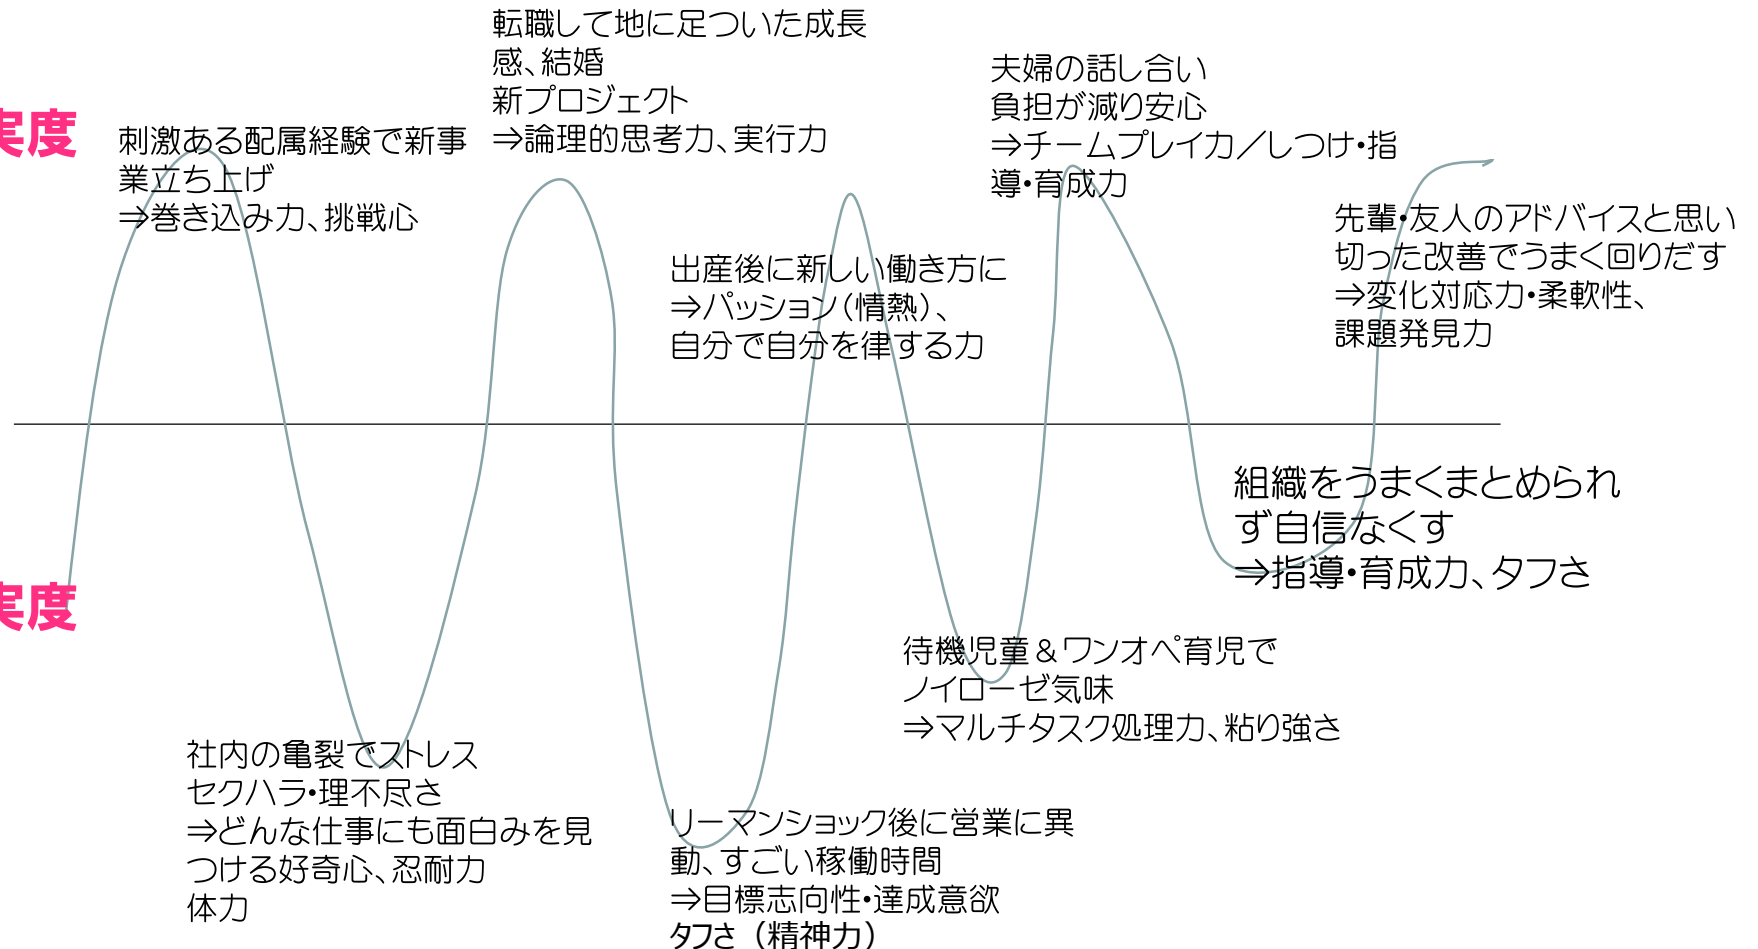 実度
刺激ある配属経験で新事
業立ち上げ
⇒巻き込み力、挑戦心
転職して地に足ついた成長
感、結婚
新プロジェクト
⇒論理的思考力、実行力
出産後に新しい働き方に
⇒パッション（情熱）、
自分で自分を律する力
夫婦の話し合い
負担が減り安心
⇒チームプレイ力／しつけ・指
導・育成力
先輩・友人のアドバイスと思い
切った改善でうまく回りだす
⇒変化対応力・柔軟性、
課題発見力
実度
社内の亀裂でストレス
セクハラ・理不尽さ
⇒どんな仕事にも面白みを見
つける好奇心、忍耐力
体力
リーマンショック後に営業に異
動、すごい稼働時間
⇒目標志向性・達成意欲
タフさ（精神力）
待機児童＆ワンオペ育児で
ノイローゼ気味
⇒マルチタスク処理力、粘り強さ
組織をうまくまとめられ
ず自信なくす
⇒指導・育成力、タフさ